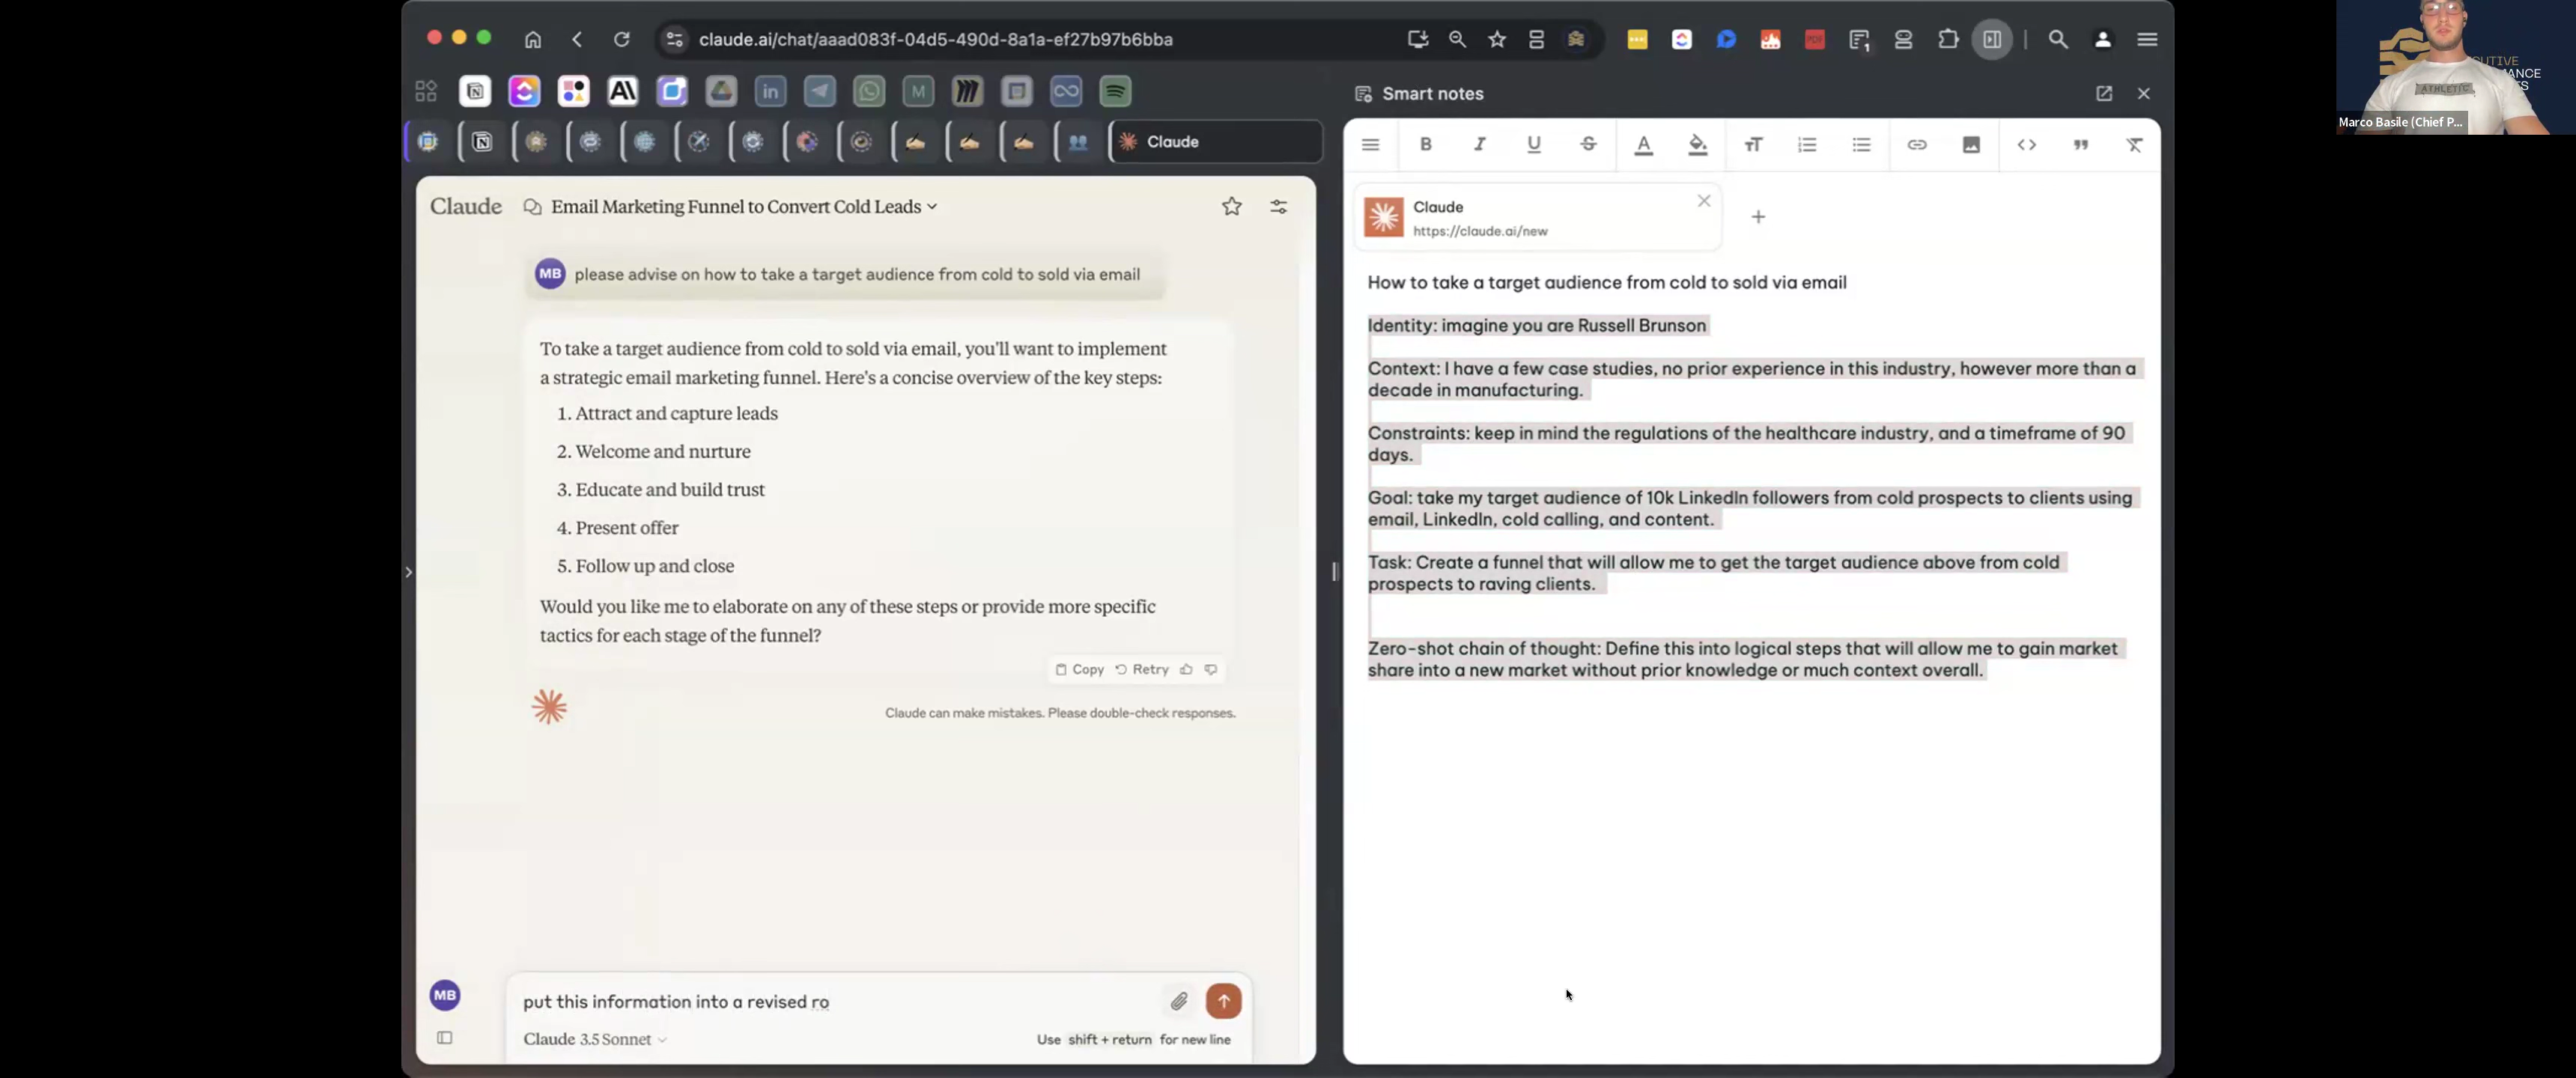 claude.ai/chat/aaad083f-04d5-490d-8a1a-ef27b97b6bba
Claude
Claude
Email Marketing Funnel to Convert Cold Leads
MB
please advise on how to take a target audience from cold to sold via email
To take a target audience from cold to sold via email, you'll want to implement
a strategic email marketing funnel. Here's a concise overview of the key steps:
1. Attract and capture leads
2. Welcome and nurture
3. Educate and build trust
4. Present offer
5. Follow up and close
Would you like me to elaborate on any of these steps or provide more specific
tactics for each stage of the funnel?
Copy Retry
Claude can make mistakes. Please double-check responses.
MB
put this information into a revised ro
Claude 3.5 Sonnet
Use shift + return for new line
Smart notes
Claude
https://claude.ai/new
How to take a target audience from cold to sold via email
Identity: imagine you are Russell Brunson
Context: I have a few case studies, no prior experience in this industry, however more than a
decade in manufacturing.
Constraints: keep in mind the regulations of the healthcare industry, and a timeframe of 90
days.
Goal: take my target audience of 10k LinkedIn followers from cold prospects to clients using
email, LinkedIn, cold calling, and content.
Task: Create a funnel that will allow me to get the target audience above from cold
prospects to raving clients.
Zero-shot chain of thought: Define this into logical steps that will allow me to gain market
share into a new market without prior knowledge or much context overall.
ATHLETIC
Marco Basile (Chief P...